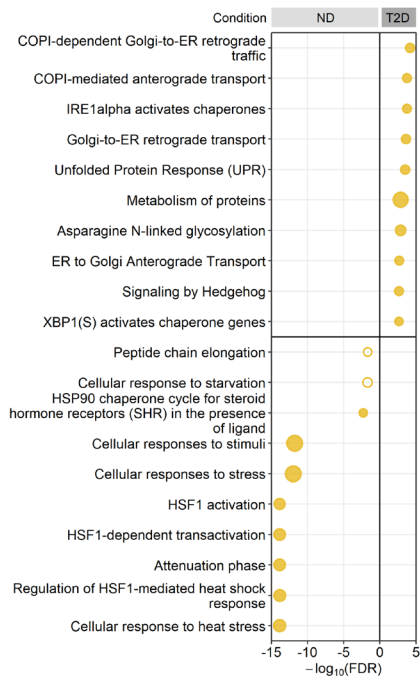 Condition ND T2D
COPI-dependent Golgi-to-ER retrograde
traffic
COPI-mediated anterograde transport
IRE1alpha activates chaperones
Golgi-to-ER retrograde transport
Unfolded Protein Response (UPR)
Metabolism of proteins
Asparagine N-linked glycosylation
ER to Golgi Anterograde Transport
Signaling by Hedgehog
XBP1(S) activates chaperone genes
Peptide chain elongation
Cellular response to starvation
HSP90 chaperone cycle for steroid
hormone receptors (SHR) in the presence
of ligand
Cellular responses to stimuli
Cellular responses to stress
HSF1 activation
HSF1-dependent transactivation
Attenuation phase
Regulation of HSF1-mediated heat shock
response
Cellular response to heat stress
-15 -10 -5 0 5
−log10(FDR)